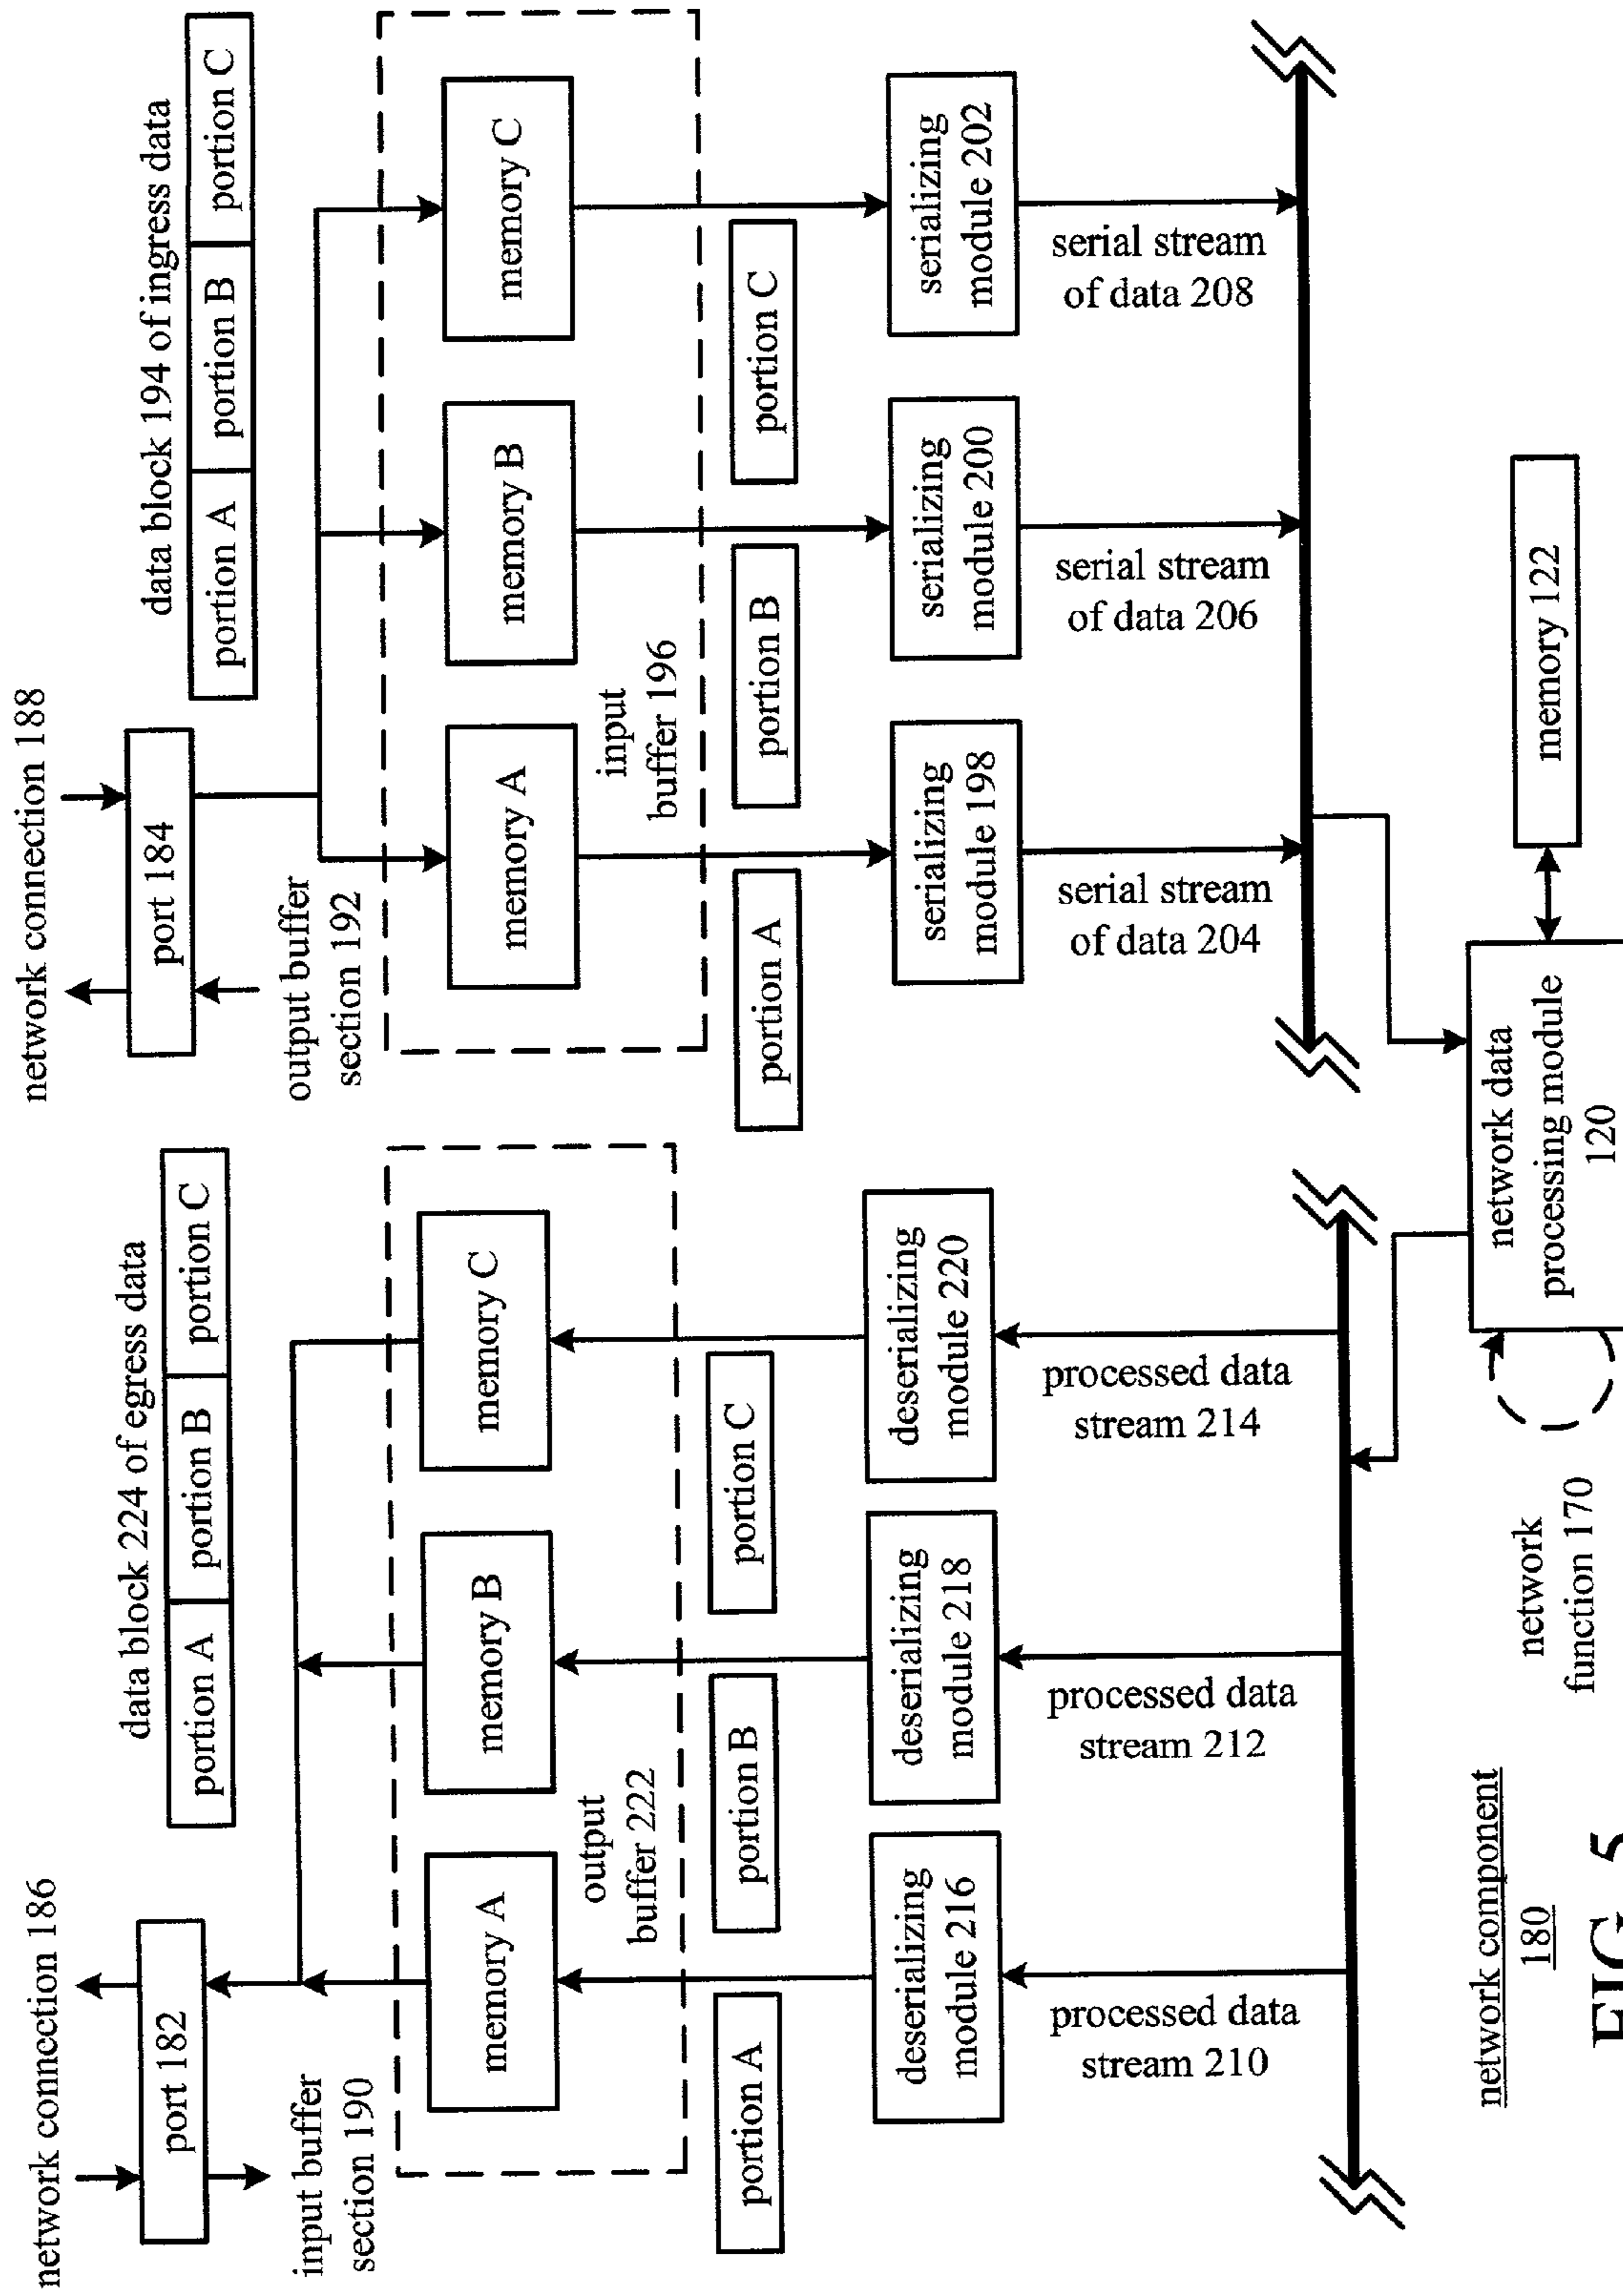 network connection 186
port 182
input buffer
section 190
data block 224 of egress data
portion A
portion B
portion C
memory A
memory B
memory C
output
buffer 222
portion A
portion B
portion C
deserializing
module 216
deserializing
module 218
deserializing
module 220
processed data
stream 210
processed data
stream 212
processed data
stream 214
network connection 188
port 184
output buffer
section 192
data block 194 of ingress data
portion A
portion B
portion C
memory A
memory B
memory C
input
buffer 196
portion A
portion B
portion C
serializing
module 198
serializing
module 200
serializing
module 202
serial stream
of data 204
serial stream
of data 206
serial stream
of data 208
network component
180
network
function 170
network data
processing module
120
memory 122
FIG. 5